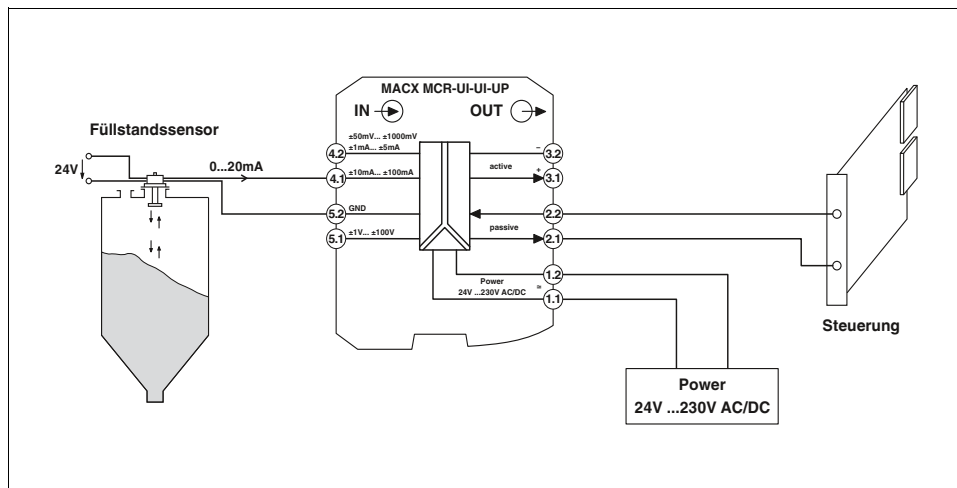 MACX MCR-UI-UI-UP
IN
OUT
Füllstandssensor
24V
0...20mA
4.2
±50mV... ±1000mV
±1mA... ±5mA
4.1
±10mA... ±100mA
5.2
GND
5.1
±1V... ±100V
–
3.2
active
+
3.1
2.2
passive
2.1
Power
24V ...230V AC/DC
≅
1.2
1.1
Steuerung
Power
24V ...230V AC/DC